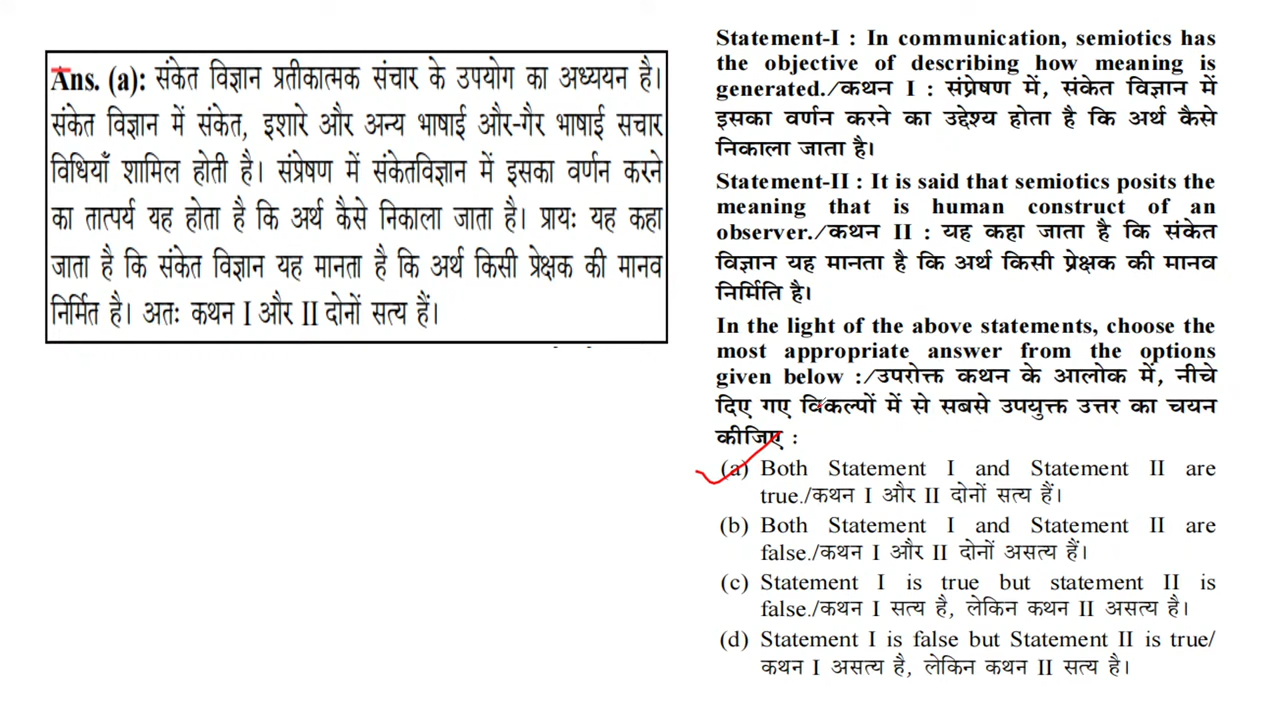 Ans. (a): संकेत विज्ञान प्रतीकात्मक संचार के उपयोग का अध्ययन है।
संकेत विज्ञान में संकेत, इशारे और अन्य भाषाई और-गैर भाषाई सचार
विधियाँ शामिल होती है। संप्रेषण में संकेतविज्ञान में इसका वर्णन करने
का तात्पर्य यह होता है कि अर्थ कैसे निकाला जाता है। प्रायः यह कहा
जाता है कि संकेत विज्ञान यह मानता है कि अर्थ किसी प्रेक्षक की मानव
निर्मित है। अतः कथन I और II दोनों सत्य हैं।
Statement-I : In communication, semiotics has
the objective of describing how meaning is
generated./कथन I : संप्रेषण में, संकेत विज्ञान में
इसका वर्णन करने का उद्देश्य होता है कि अर्थ कैसे
निकाला जाता है।
Statement-II : It is said that semiotics posits the
meaning that is human construct of an
observer./कथन II : यह कहा जाता है कि संकेत
विज्ञान यह मानता है कि अर्थ किसी प्रेक्षक की मानव
निर्मिति है।
In the light of the above statements, choose the
most appropriate answer from the options
given below :/उपरोक्त कथन के आलोक में, नीचे
दिए गए विकल्पों में से सबसे उपयुक्त उत्तर का चयन
कीजिए :
(a) Both Statement I and Statement II are
true./कथन I और II दोनों सत्य हैं।
(b) Both Statement I and Statement II are
false./कथन I और II दोनों असत्य हैं।
(c) Statement I is true but statement II is
false./कथन I सत्य है, लेकिन कथन II असत्य है।
(d) Statement I is false but Statement II is true/
कथन I असत्य है, लेकिन कथन II सत्य है।